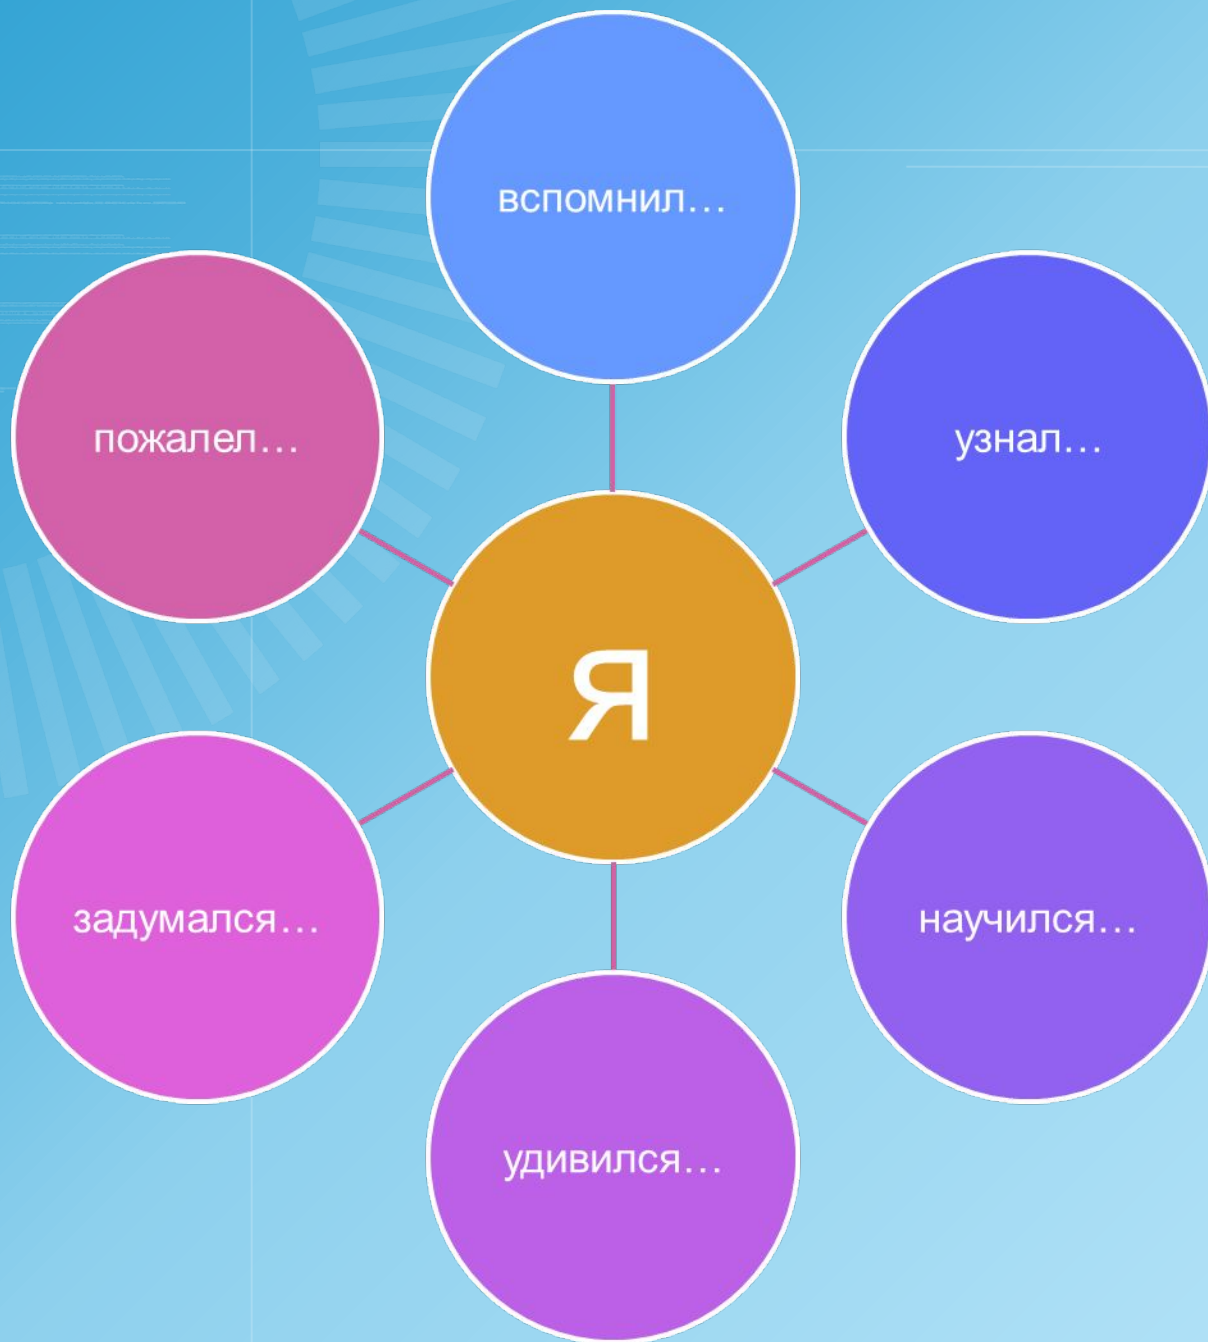 вспомнил…
пожалел…
узнал…
я
задумался…
научился…
удивился…